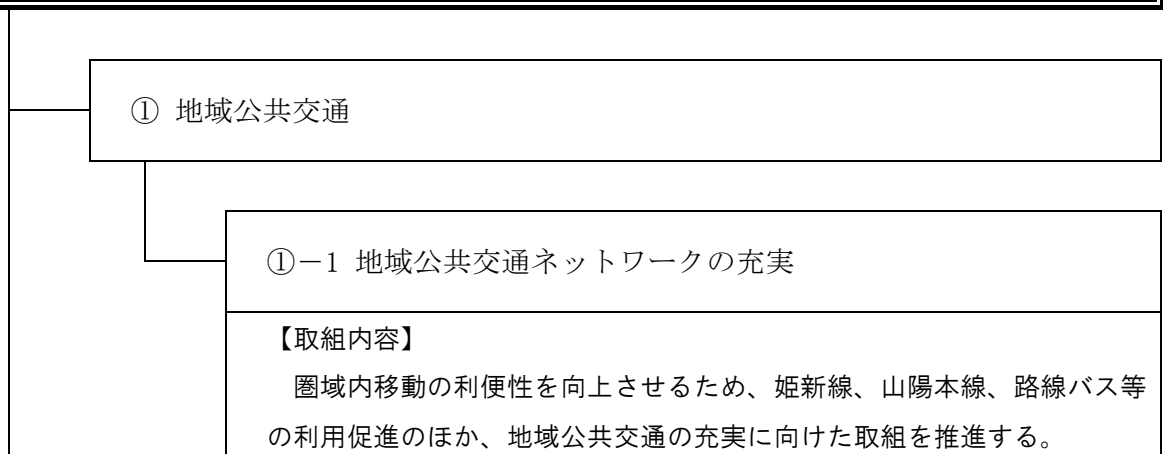 ① 地域公共交通
①－1 地域公共交通ネットワークの充実
【取組内容】
圏域内移動の利便性を向上させるため、姫新線、山陽本線、路線バス等
の利用促進のほか、地域公共交通の充実に向けた取組を推進する。